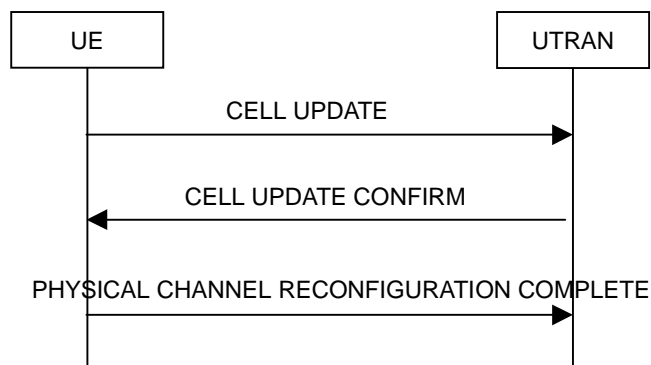 UE
UTRAN
CELL UPDATE
CELL UPDATE CONFIRM
PHYSICAL CHANNEL RECONFIGURATION COMPLETE